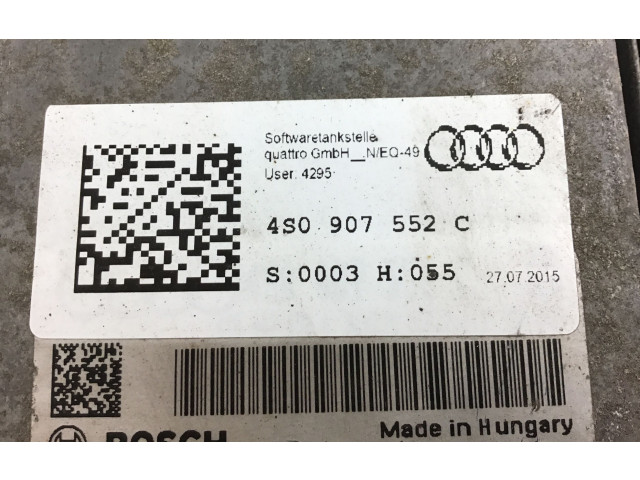 Softwaretankstelle
quattro GmbH__N/EQ-49
User: 4295
4S0 907 552 C
S:0003 H:055 27.07.2015
BOSCH
Made in Hungary